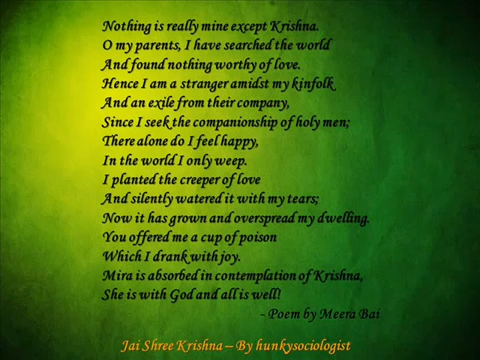 Nothing is really mine except Krishna.
O my parents, I have searched the world
And found nothing worthy of love.
Hence I am a stranger amidst my kinfolk
And an exile from their company,
Since I seek the companionship of holy men;
There alone do I feel happy,
In the world I only weep.
I planted the creeper of love
And silently watered it with my tears;
Now it has grown and overspread my dwelling.
You offered me a cup of poison
Which I drank with joy.
Mira is absorbed in contemplation of Krishna,
She is with God and all is well!
- Poem by Meera Bai
Jai Shree Krishna – By hunkysociologist